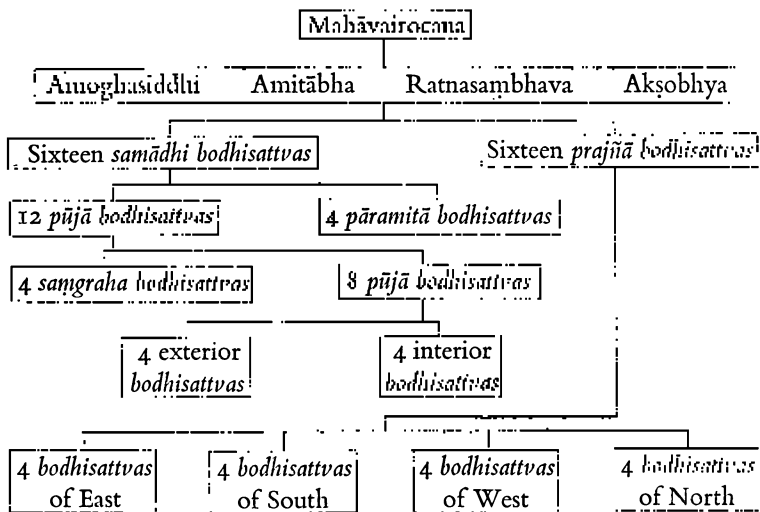 Mahāvairocana
Amoghasiddhi Amitābha Ratnasaṃbhava Akṣobhya
Sixteen samādhi bodhisattvas Sixteen prajñā bodhisattvas
12 pūjā bodhisattvas 4 pāramitā bodhisattvas
4 saṃgraha bodhisattvas 8 pūjā bodhisattvas
4 exterior 4 interior
bodhisattvas bodhisattvas
4 bodhisattvas 4 bodhisattvas 4 bodhisattvas 4 bodhisattvas
of East of South of West of North